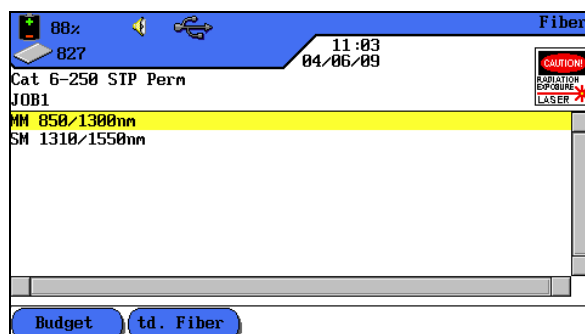 88% Fiber
827 11:03
04/06/09
Cat 6-250 STP Perm
JOB1
CAUTION!
RADIATION
EXPOSURE
LASER
MM 850/1300nm
SM 1310/1550nm
Budget td. Fiber